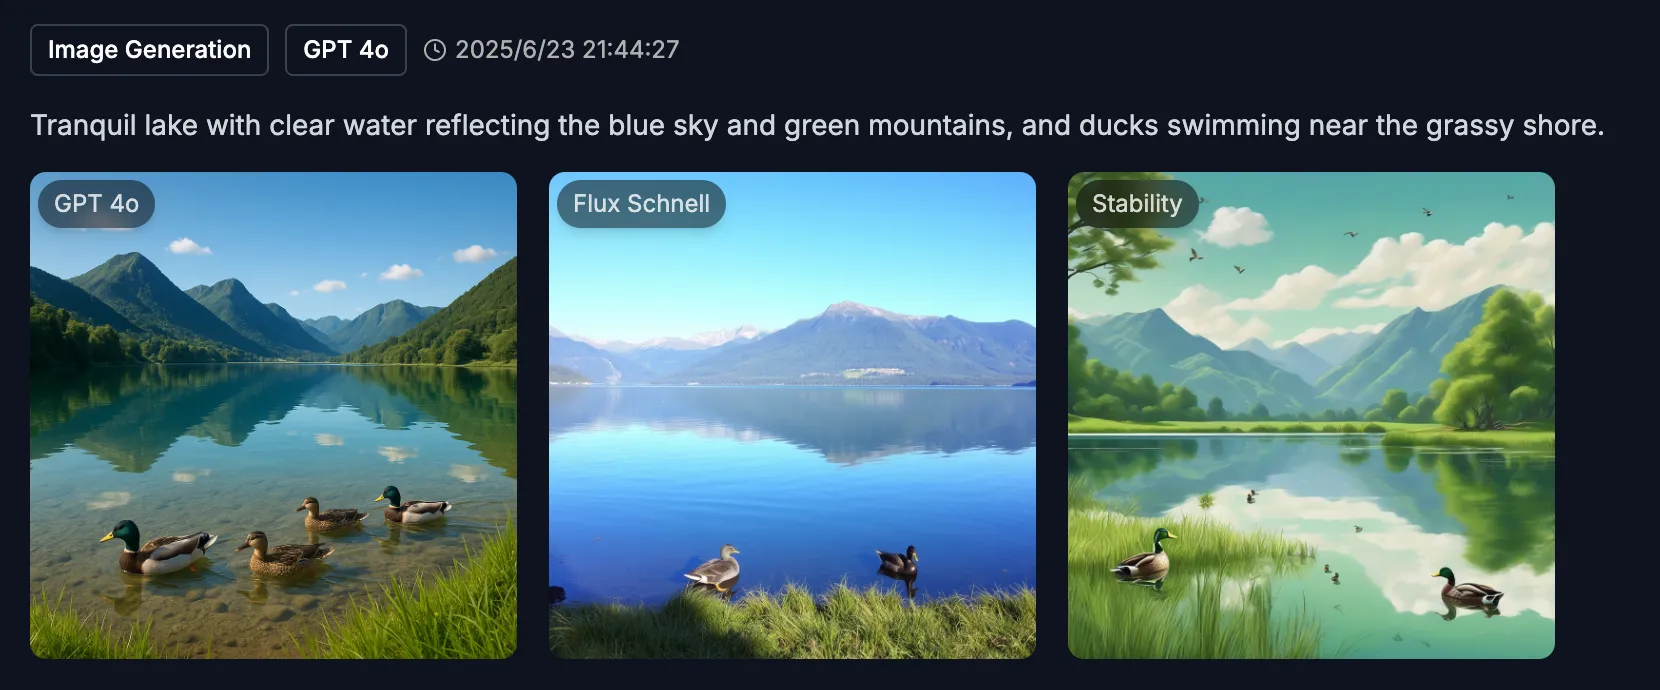 Image Generation GPT 4o 2025/6/23 21:44:27
Tranquil lake with clear water reflecting the blue sky and green mountains, and ducks swimming near the grassy shore.
GPT 4o Flux Schnell Stability